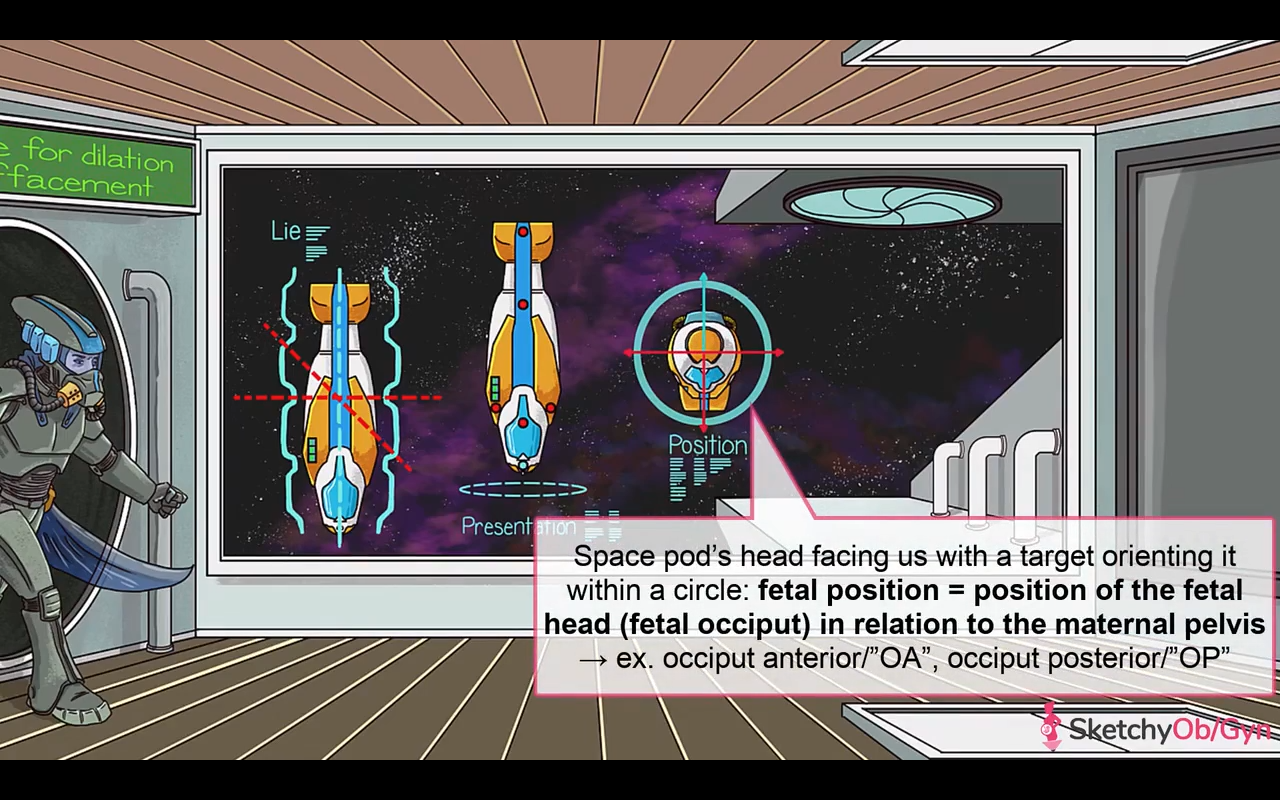 e for dilation
ffacement
Lie
Position
Presentation
Space pod’s head facing us with a target orienting it
within a circle: fetal position = position of the fetal
head (fetal occiput) in relation to the maternal pelvis
→ ex. occiput anterior/”OA”, occiput posterior/”OP”
SketchyOb/Gyn